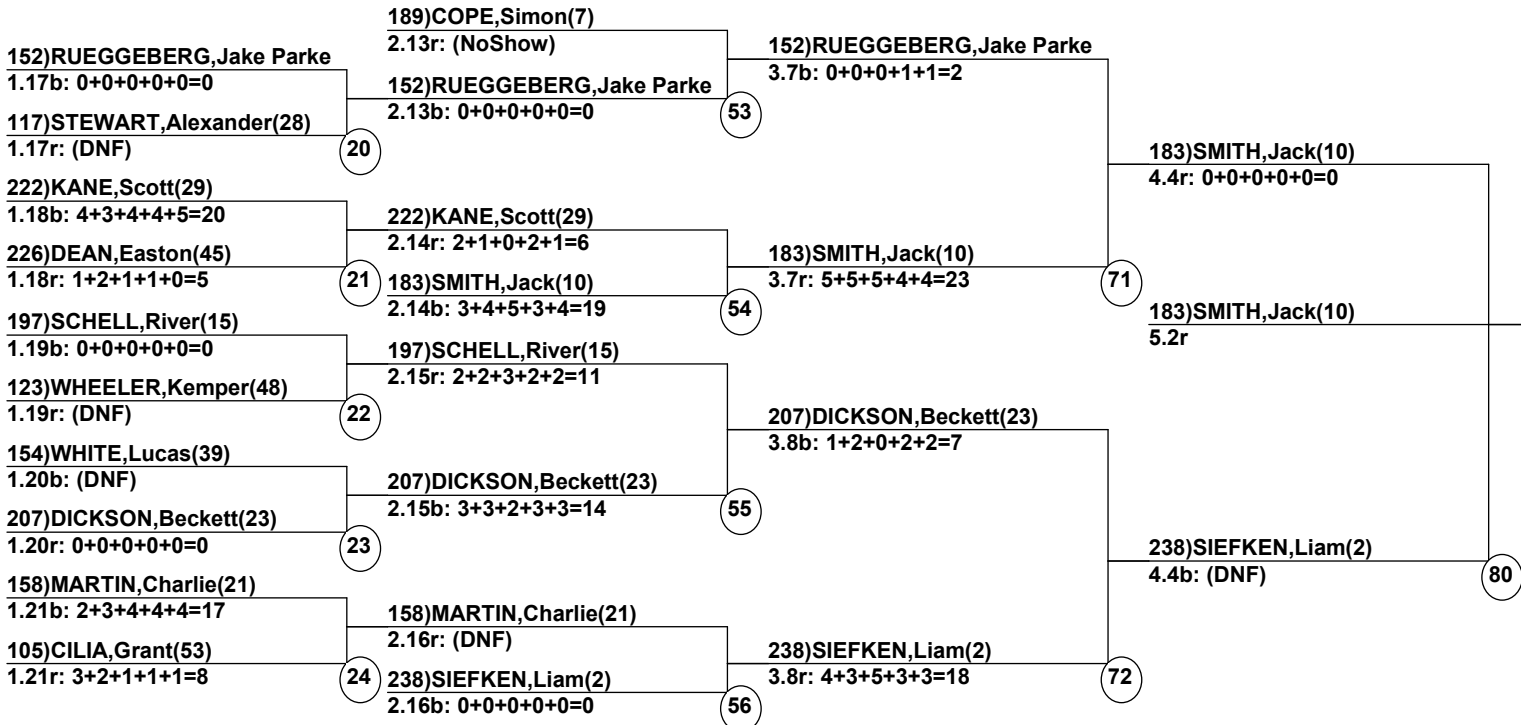 152)RUEGGEBERG,Jake Parke
1.17b: 0+0+0+0+0=0
117)STEWART,Alexander(28)
1.17r: (DNF)
20
222)KANE,Scott(29)
1.18b: 4+3+4+4+5=20
226)DEAN,Easton(45)
1.18r: 1+2+1+1+0=5
21
197)SCHELL,River(15)
1.19b: 0+0+0+0+0=0
123)WHEELER,Kemper(48)
1.19r: (DNF)
22
154)WHITE,Lucas(39)
1.20b: (DNF)
207)DICKSON,Beckett(23)
1.20r: 0+0+0+0+0=0
23
158)MARTIN,Charlie(21)
1.21b: 2+3+4+4+4=17
105)CILIA,Grant(53)
1.21r: 3+2+1+1+1=8
24
189)COPE,Simon(7)
2.13r: (NoShow)
152)RUEGGEBERG,Jake Parke
2.13b: 0+0+0+0+0=0
53
222)KANE,Scott(29)
2.14r: 2+1+0+2+1=6
183)SMITH,Jack(10)
2.14b: 3+4+5+3+4=19
54
197)SCHELL,River(15)
2.15r: 2+2+3+2+2=11
207)DICKSON,Beckett(23)
2.15b: 3+3+2+3+3=14
55
158)MARTIN,Charlie(21)
2.16r: (DNF)
238)SIEFKEN,Liam(2)
2.16b: 0+0+0+0+0=0
56
152)RUEGGEBERG,Jake Parke
3.7b: 0+0+0+1+1=2
183)SMITH,Jack(10)
3.7r: 5+5+5+4+4=23
71
207)DICKSON,Beckett(23)
3.8b: 1+2+0+2+2=7
238)SIEFKEN,Liam(2)
3.8r: 4+3+5+3+3=18
72
183)SMITH,Jack(10)
4.4r: 0+0+0+0+0=0
183)SMITH,Jack(10)
5.2r
238)SIEFKEN,Liam(2)
4.4b: (DNF)
80